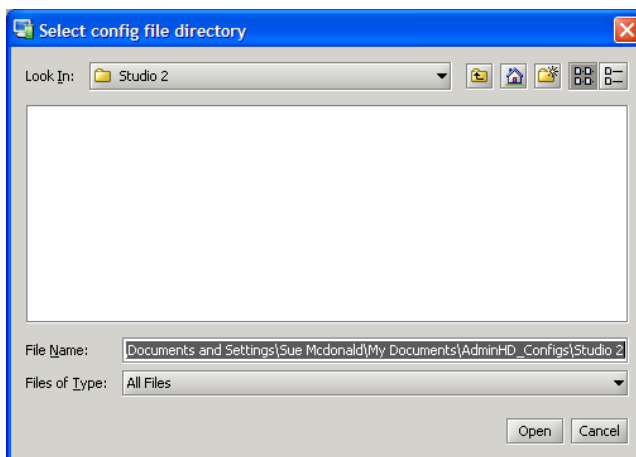 Select config file directory
Look In: Studio 2
File Name: Documents and Settings\Sue Mcdonald\My Documents\AdminHD_Configs\Studio 2
Files of Type: All Files
Open Cancel